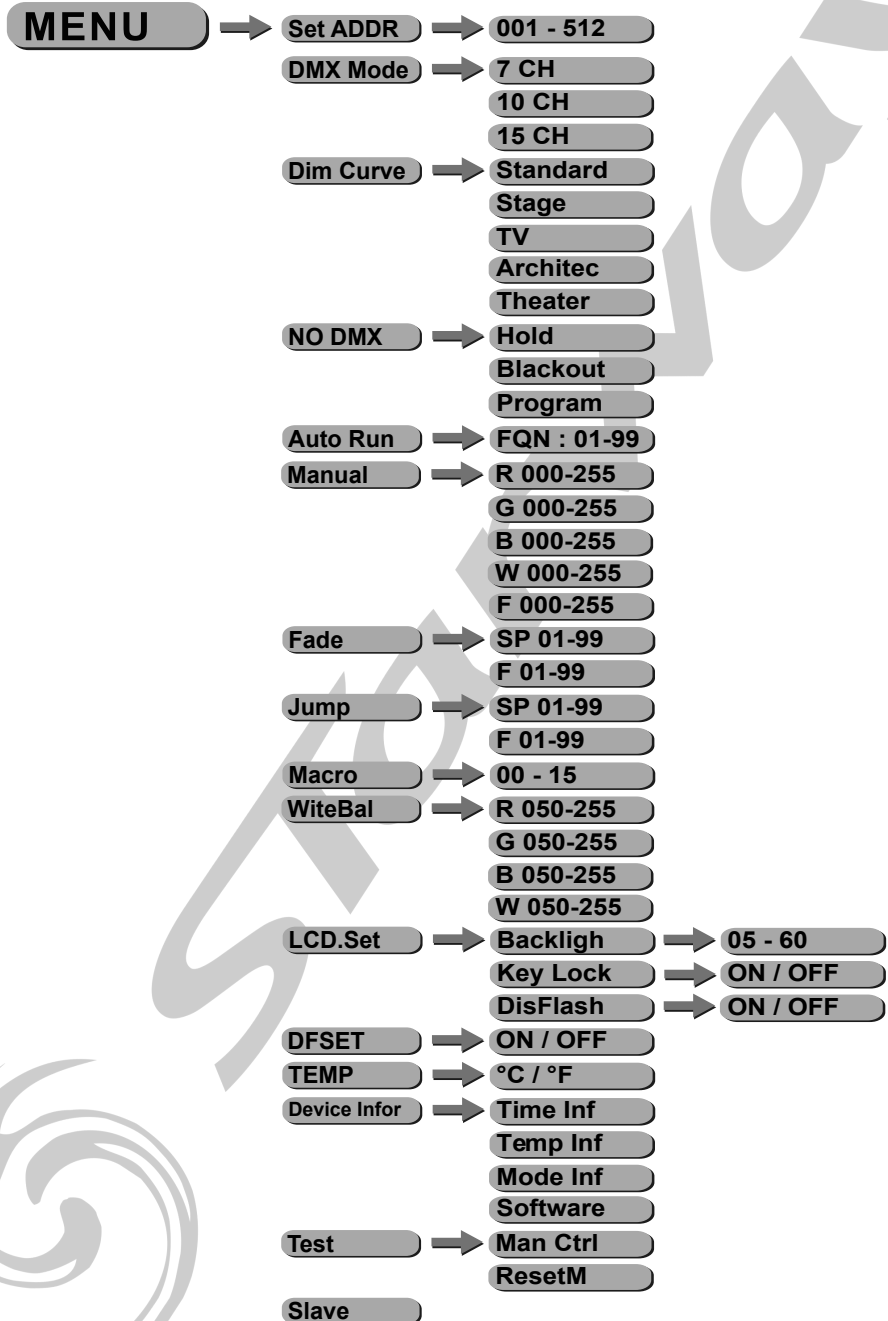 MENU Set ADDR 001 - 512
DMX Mode 7 CH
10 CH
15 CH
Dim Curve Standard
Stage
TV
Architec
Theater
NO DMX Hold
Blackout
Program
Auto Run FQN : 01-99
Manual R 000-255
G 000-255
B 000-255
W 000-255
F 000-255
Fade SP 01-99
F 01-99
Jump SP 01-99
F 01-99
Macro 00 - 15
WiteBal R 050-255
G 050-255
B 050-255
W 050-255
LCD.Set Backligh 05 - 60
Key Lock ON / OFF
DisFlash ON / OFF
DFSET ON / OFF
TEMP °C / °F
Device Infor Time Inf
Temp Inf
Mode Inf
Software
Test Man Ctrl
ResetM
Slave